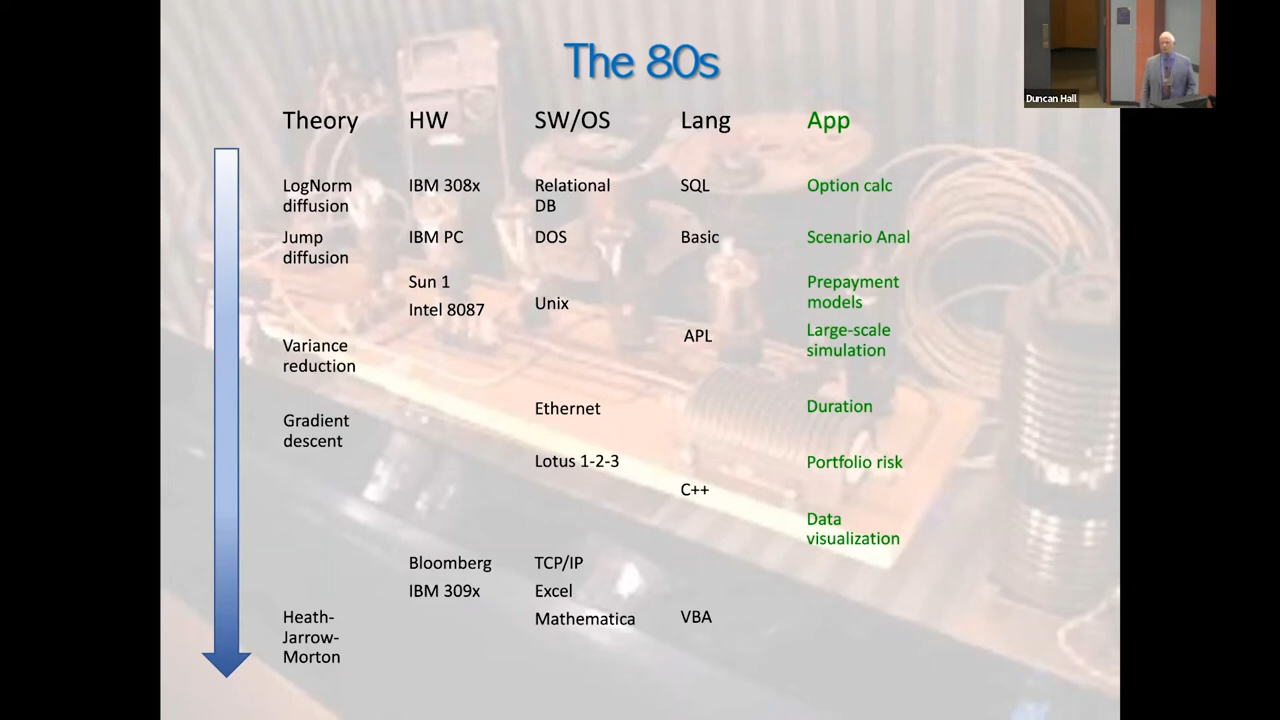 The 80s
Duncan Hall
Theory HW SW/OS Lang App
LogNorm
diffusion
IBM 308x
Relational
DB
SQL
Option calc
Jump
diffusion
IBM PC
DOS
Basic
Scenario Anal
Sun 1
Intel 8087
Unix
Prepayment
models
APL
Large-scale
simulation
Variance
reduction
Ethernet
Duration
Gradient
descent
Lotus 1-2-3
Portfolio risk
C++
Data
visualization
Bloomberg
TCP/IP
IBM 309x
Excel
Heath-
Jarrow-
Morton
Mathematica
VBA